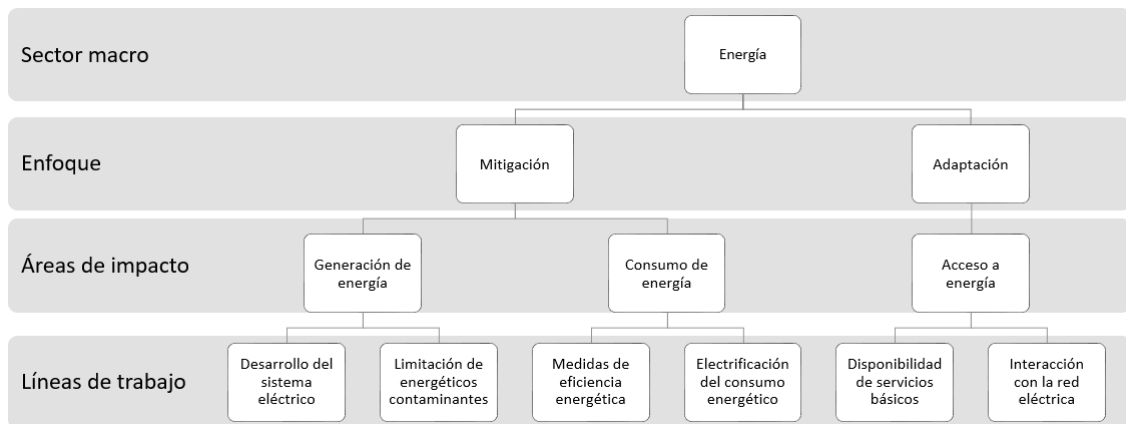 Sector macro
Energía
Enfoque
Mitigación
Adaptación
Áreas de impacto
Generación de
energía
Consumo de
energía
Acceso a
energía
Líneas de trabajo
Desarrollo del
sistema
eléctrico
Limitación de
energéticos
contaminantes
Medidas de
eficiencia
energética
Electrificación
del consumo
energético
Disponibilidad
de servicios
básicos
Interacción
con la red
eléctrica